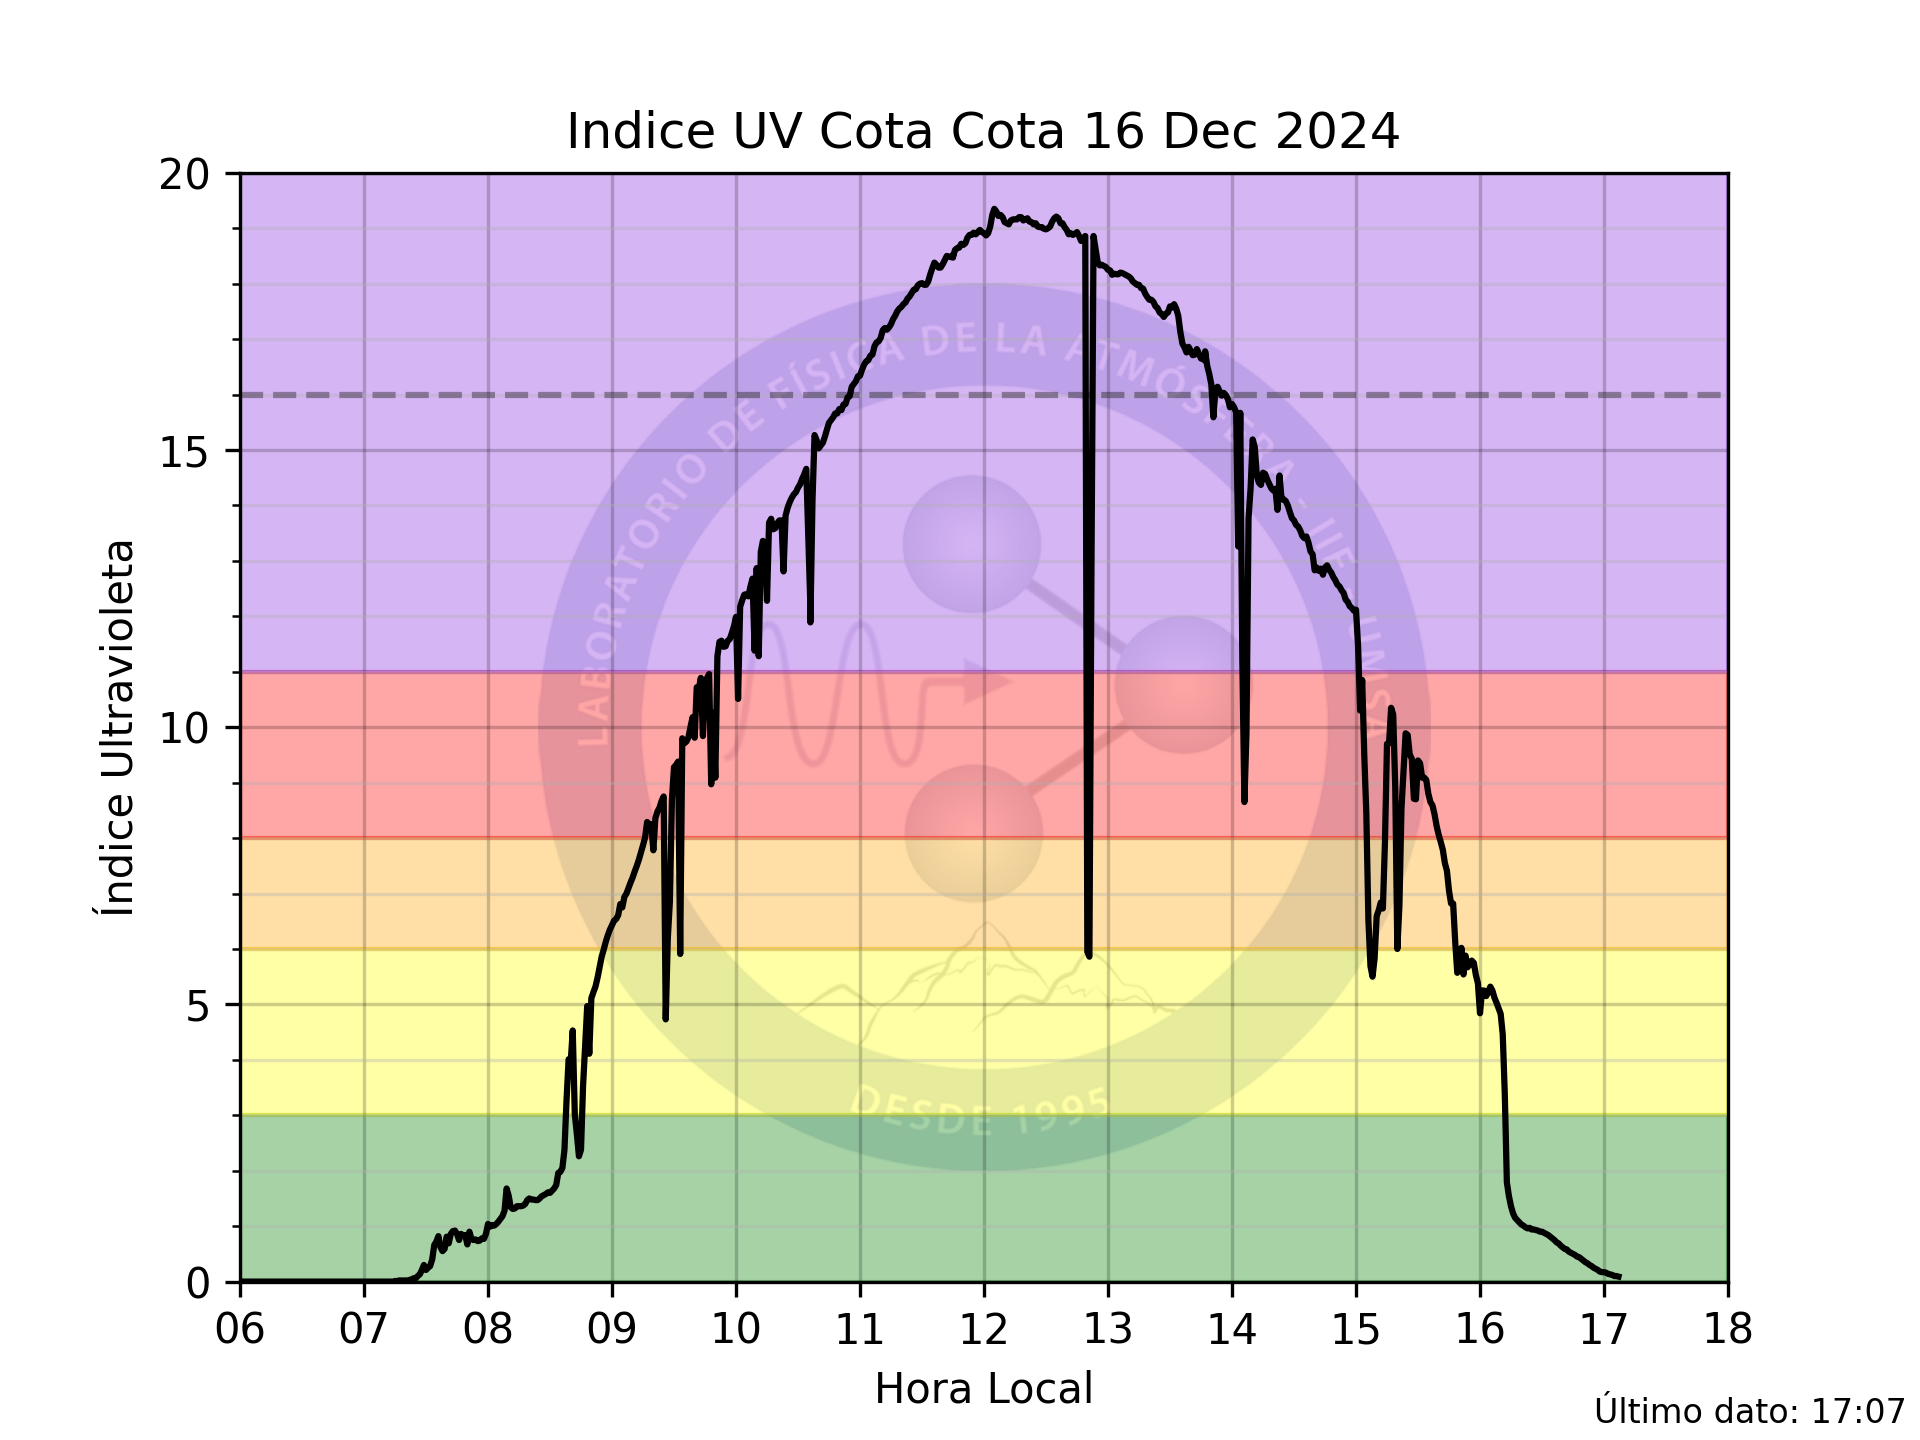 Indice UV Cota Cota 16 Dec 2024
20
15
10
5
0
Índice Ultravioleta
LABORATORIO DE FÍSICA DE LA ATMÓSFERA - IIF UMSA
DESDE 1995
06 07 08 09 10 11 12 13 14 15 16 17 18
Hora Local
Último dato: 17:07